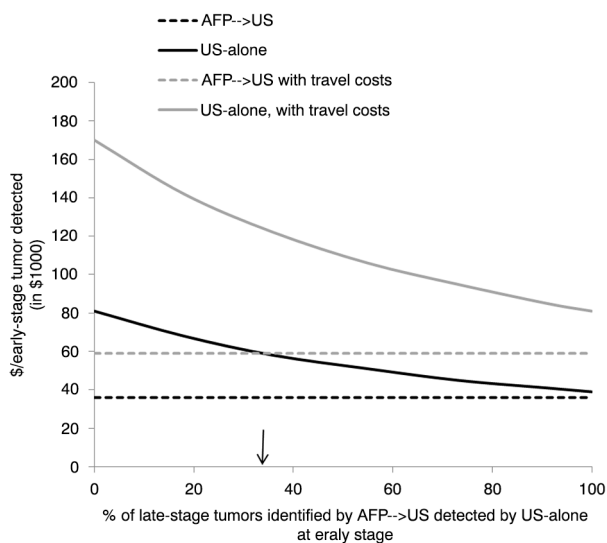 AFP-->US
US-alone
AFP-->US with travel costs
US-alone, with travel costs
200
180
160
140
120
100
80
60
40
20
0
$/early-stage tumor detected
(in $1000)
0 20 40 60 80 100
% of late-stage tumors identified by AFP-->US detected by US-alone
at eraly stage